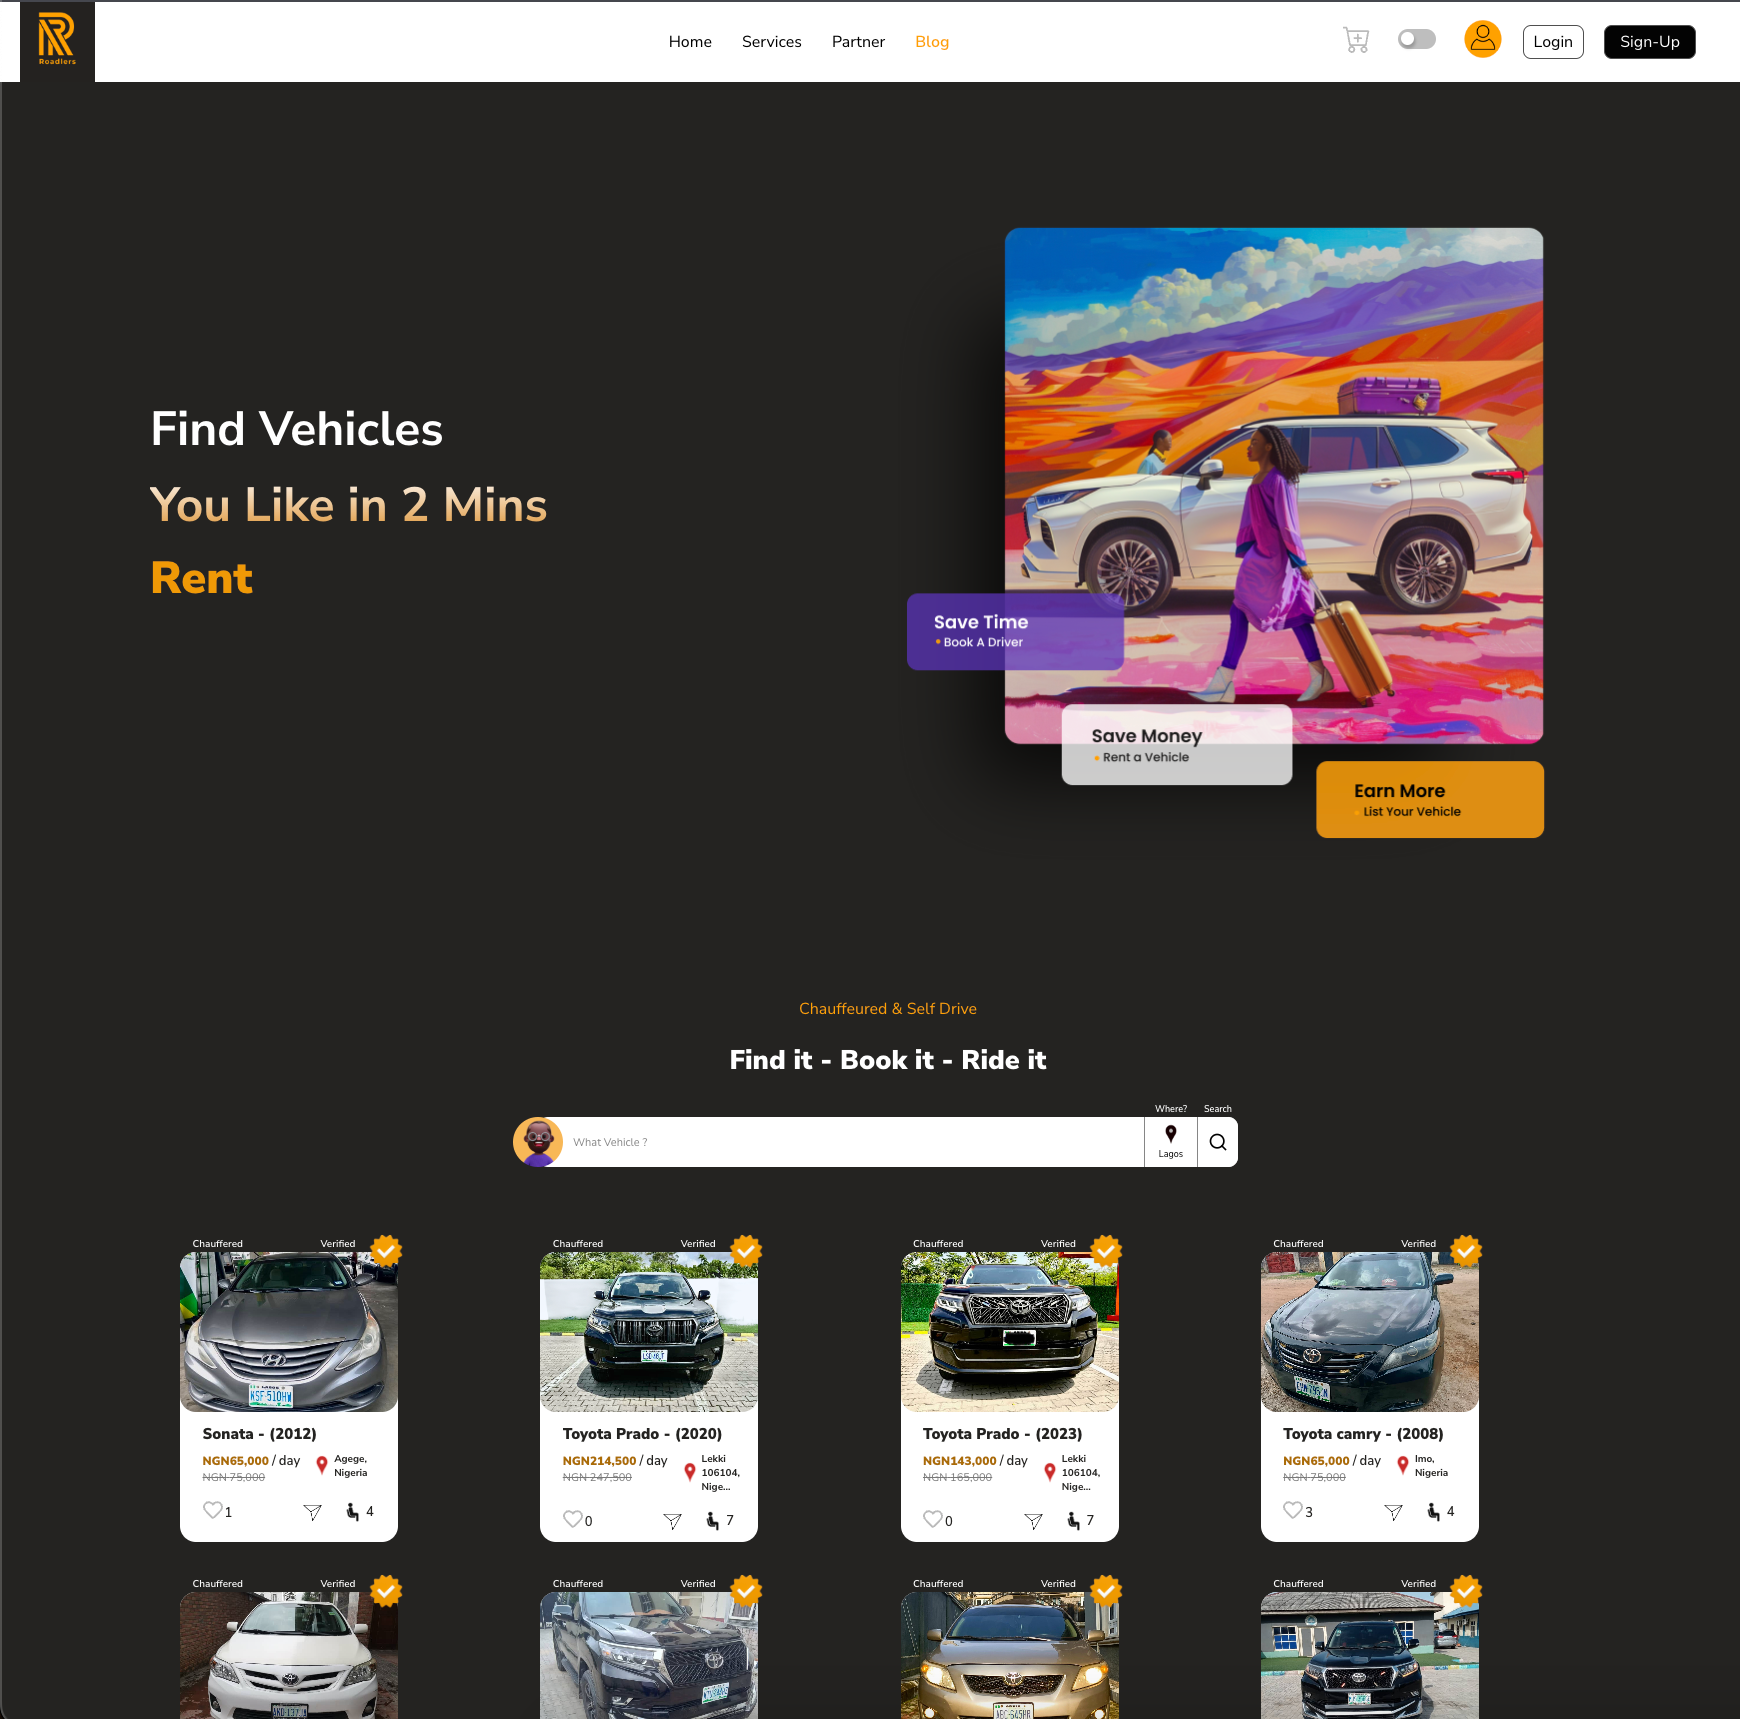 Roadlers
Home
Services
Partner
Blog
Login
Sign-Up
Find Vehicles
You Like in 2 Mins
Rent
Save Time
Book A Driver
Save Money
Rent a Vehicle
Earn More
List Your Vehicle
Chauffeured & Self Drive
Find it - Book it - Ride it
Where?
Search
What Vehicle ?
Lagos
Chauffered
Verified
KSF-510HW
Sonata - (2012)
NGN65,000 / day
NGN 75,000
Agege,
Nigeria
1
4
Chauffered
Verified
Toyota Prado - (2020)
NGN214,500 / day
NGN 247,500
Lekki
106104,
Nige...
0
7
Chauffered
Verified
Toyota Prado - (2023)
NGN143,000 / day
NGN 165,000
Lekki
106104,
Nige...
0
7
Chauffered
Verified
Toyota camry - (2008)
NGN65,000 / day
NGN 75,000
Imo,
Nigeria
3
4
Chauffered
Verified
Chauffered
Verified
Chauffered
Verified
Chauffered
Verified